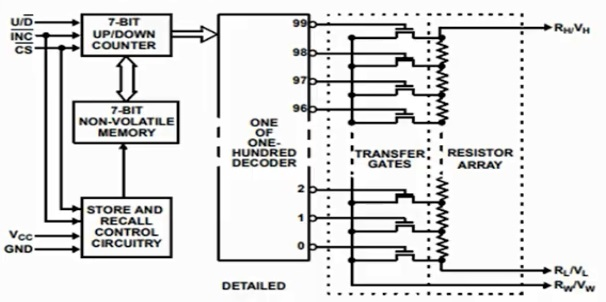 U/D
INC
CS
7-BIT
UP/DOWN
COUNTER
7-BIT
NON-VOLATILE
MEMORY
STORE AND
RECALL
CONTROL
CIRCUITRY
VCC
GND
ONE
OF
ONE-
HUNDRED
DECODER
99
98
97
96
2
1
0
TRANSFER
GATES
RESISTOR
ARRAY
RH/VH
RL/VL
RW/VW
DETAILED